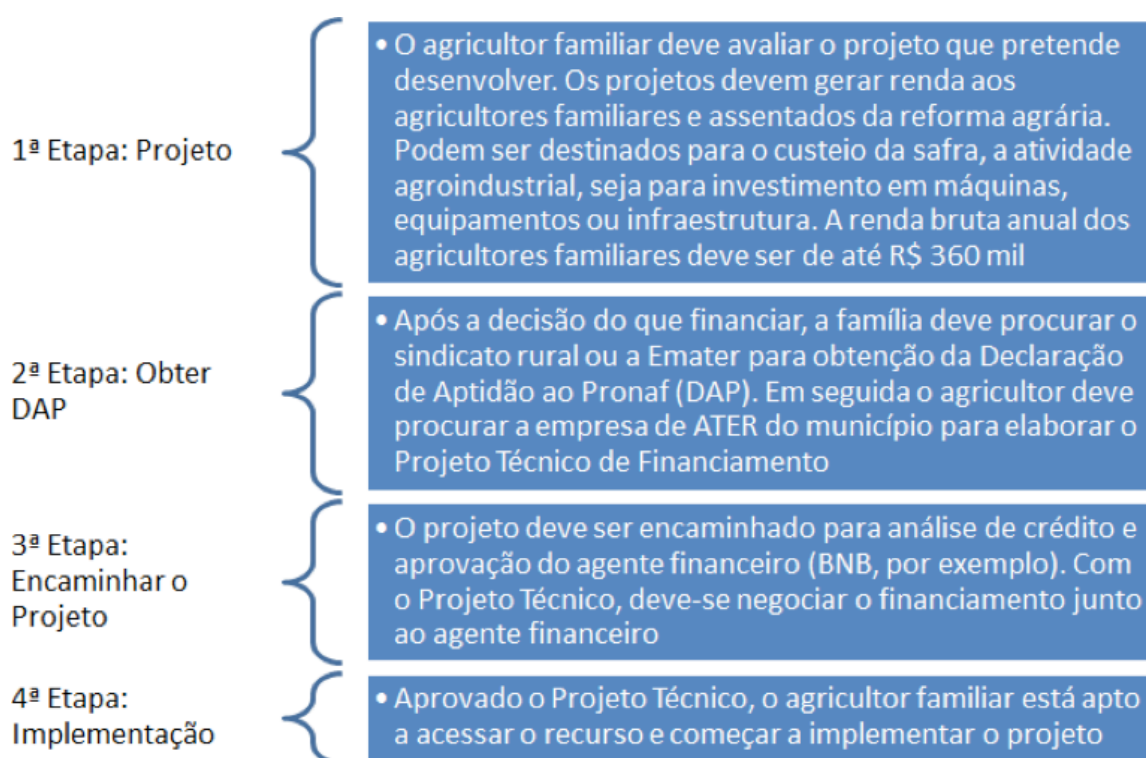 1ª Etapa: Projeto
• O agricultor familiar deve avaliar o projeto que pretende
desenvolver. Os projetos devem gerar renda aos
agricultores familiares e assentados da reforma agrária.
Podem ser destinados para o custeio da safra, a atividade
agroindustrial, seja para investimento em máquinas,
equipamentos ou infraestrutura. A renda bruta anual dos
agricultores familiares deve ser de até R$ 360 mil
2ª Etapa: Obter
DAP
• Após a decisão do que financiar, a família deve procurar o
sindicato rural ou a Emater para obtenção da Declaração
de Aptidão ao Pronaf (DAP). Em seguida o agricultor deve
procurar a empresa de ATER do município para elaborar o
Projeto Técnico de Financiamento
3ª Etapa:
Encaminhar o
Projeto
• O projeto deve ser encaminhado para análise de crédito e
aprovação do agente financeiro (BNB, por exemplo). Com
o Projeto Técnico, deve-se negociar o financiamento junto
ao agente financeiro
4ª Etapa:
Implementação
• Aprovado o Projeto Técnico, o agricultor familiar está apto
a acessar o recurso e começar a implementar o projeto